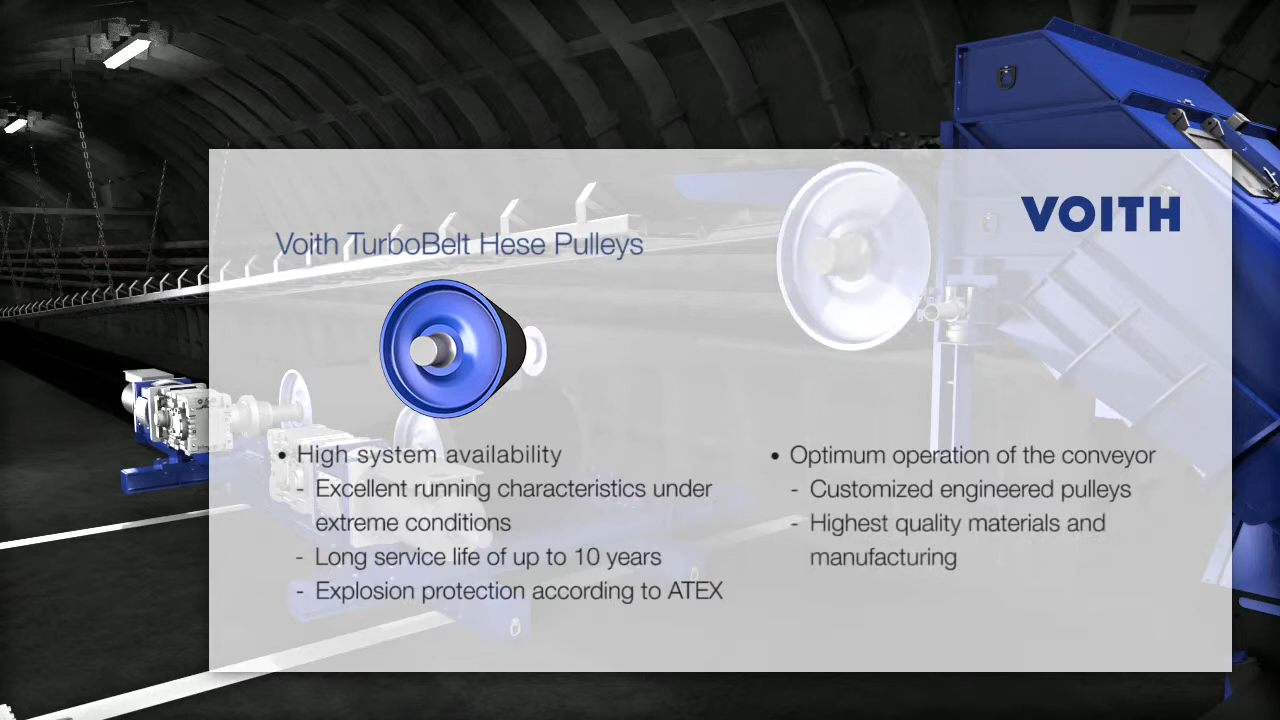 VOITH
Voith TurboBelt Hese Pulleys
• High system availability
- Excellent running characteristics under
extreme conditions
- Long service life of up to 10 years
- Explosion protection according to ATEX
• Optimum operation of the conveyor
- Customized engineered pulleys
- Highest quality materials and
manufacturing